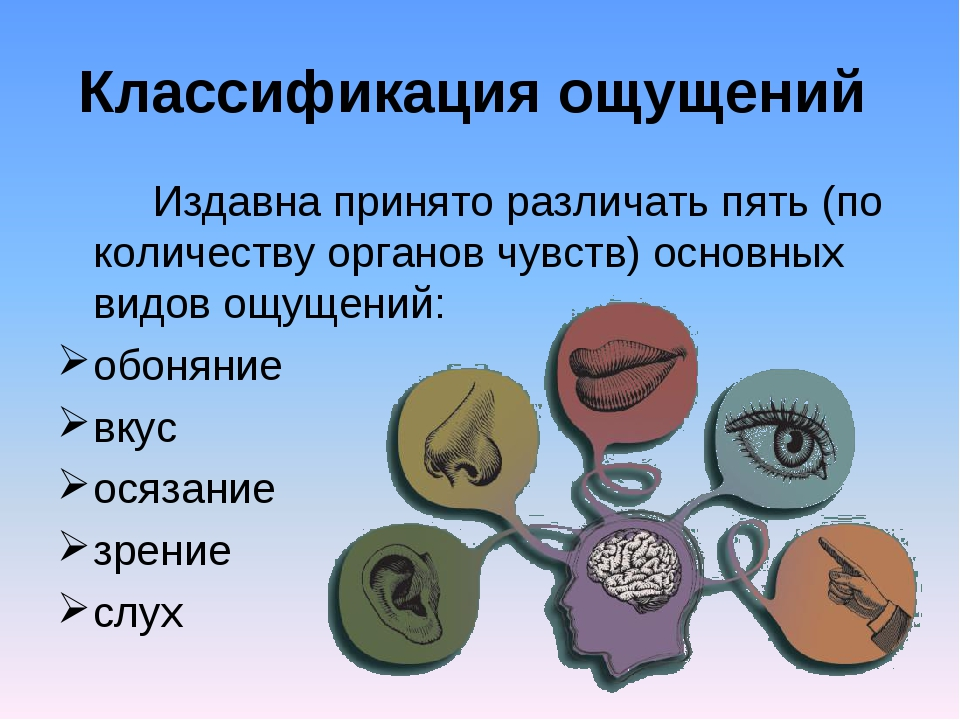 Классификация ощущений
Издавна принято различать пять (по
количеству органов чувств) основных
видов ощущений:
обоняние
вкус
осязание
зрение
слух